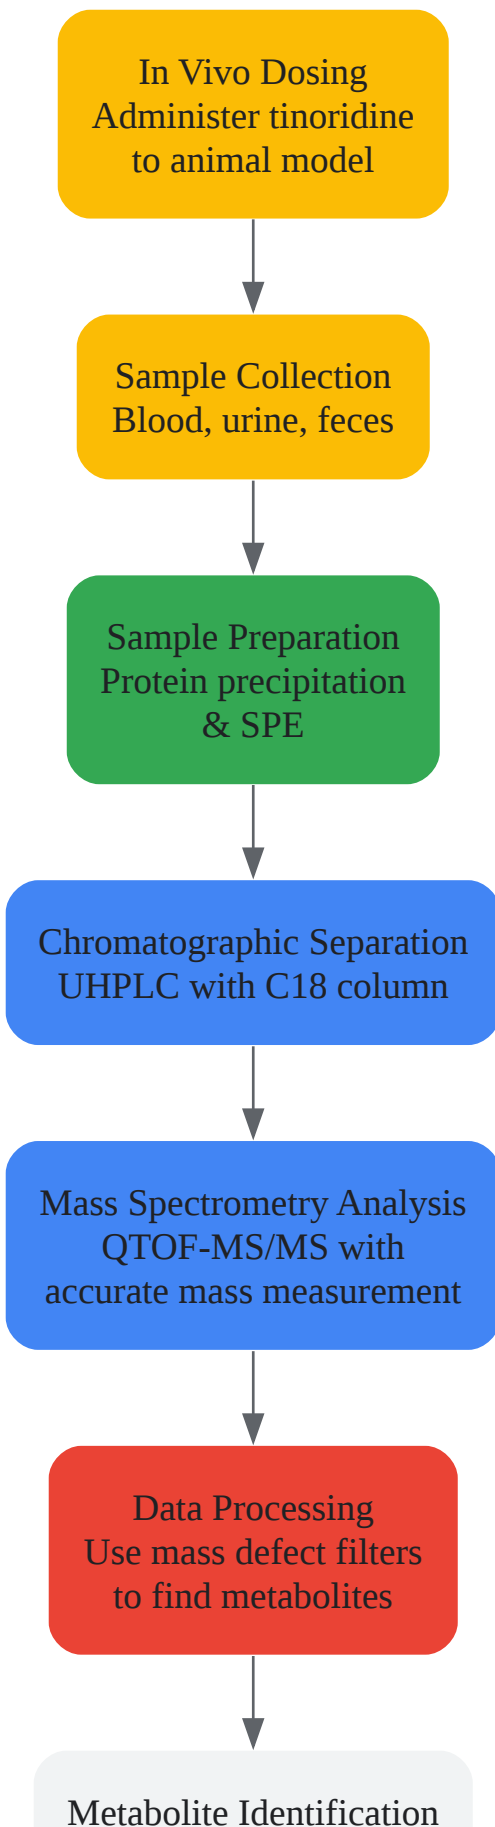 In Vivo Dosing
Administer tinoridine
to animal model
Sample Collection
Blood, urine, feces
Sample Preparation
Protein precipitation
& SPE
Chromatographic Separation
UHPLC with C18 column
Mass Spectrometry Analysis
QTOF-MS/MS with
accurate mass measurement
Data Processing
Use mass defect filters
to find metabolites
Metabolite Identification